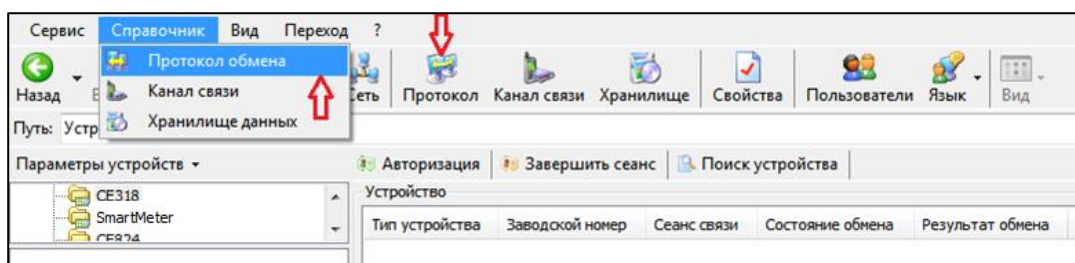 Сервис Справочник Вид Переход ?
Протокол обмена
Канал связи
Хранилище данных
Назад Протокол Канал связи Хранилище Свойства Пользователи Язык Вид
Путь:
Параметры устройств Авторизация Завершить сеанс Поиск устройства
CE318
SmartMeter
CE824
Устройство
Тип устройства Заводской номер Сеанс связи Состояние обмена Результат обмена